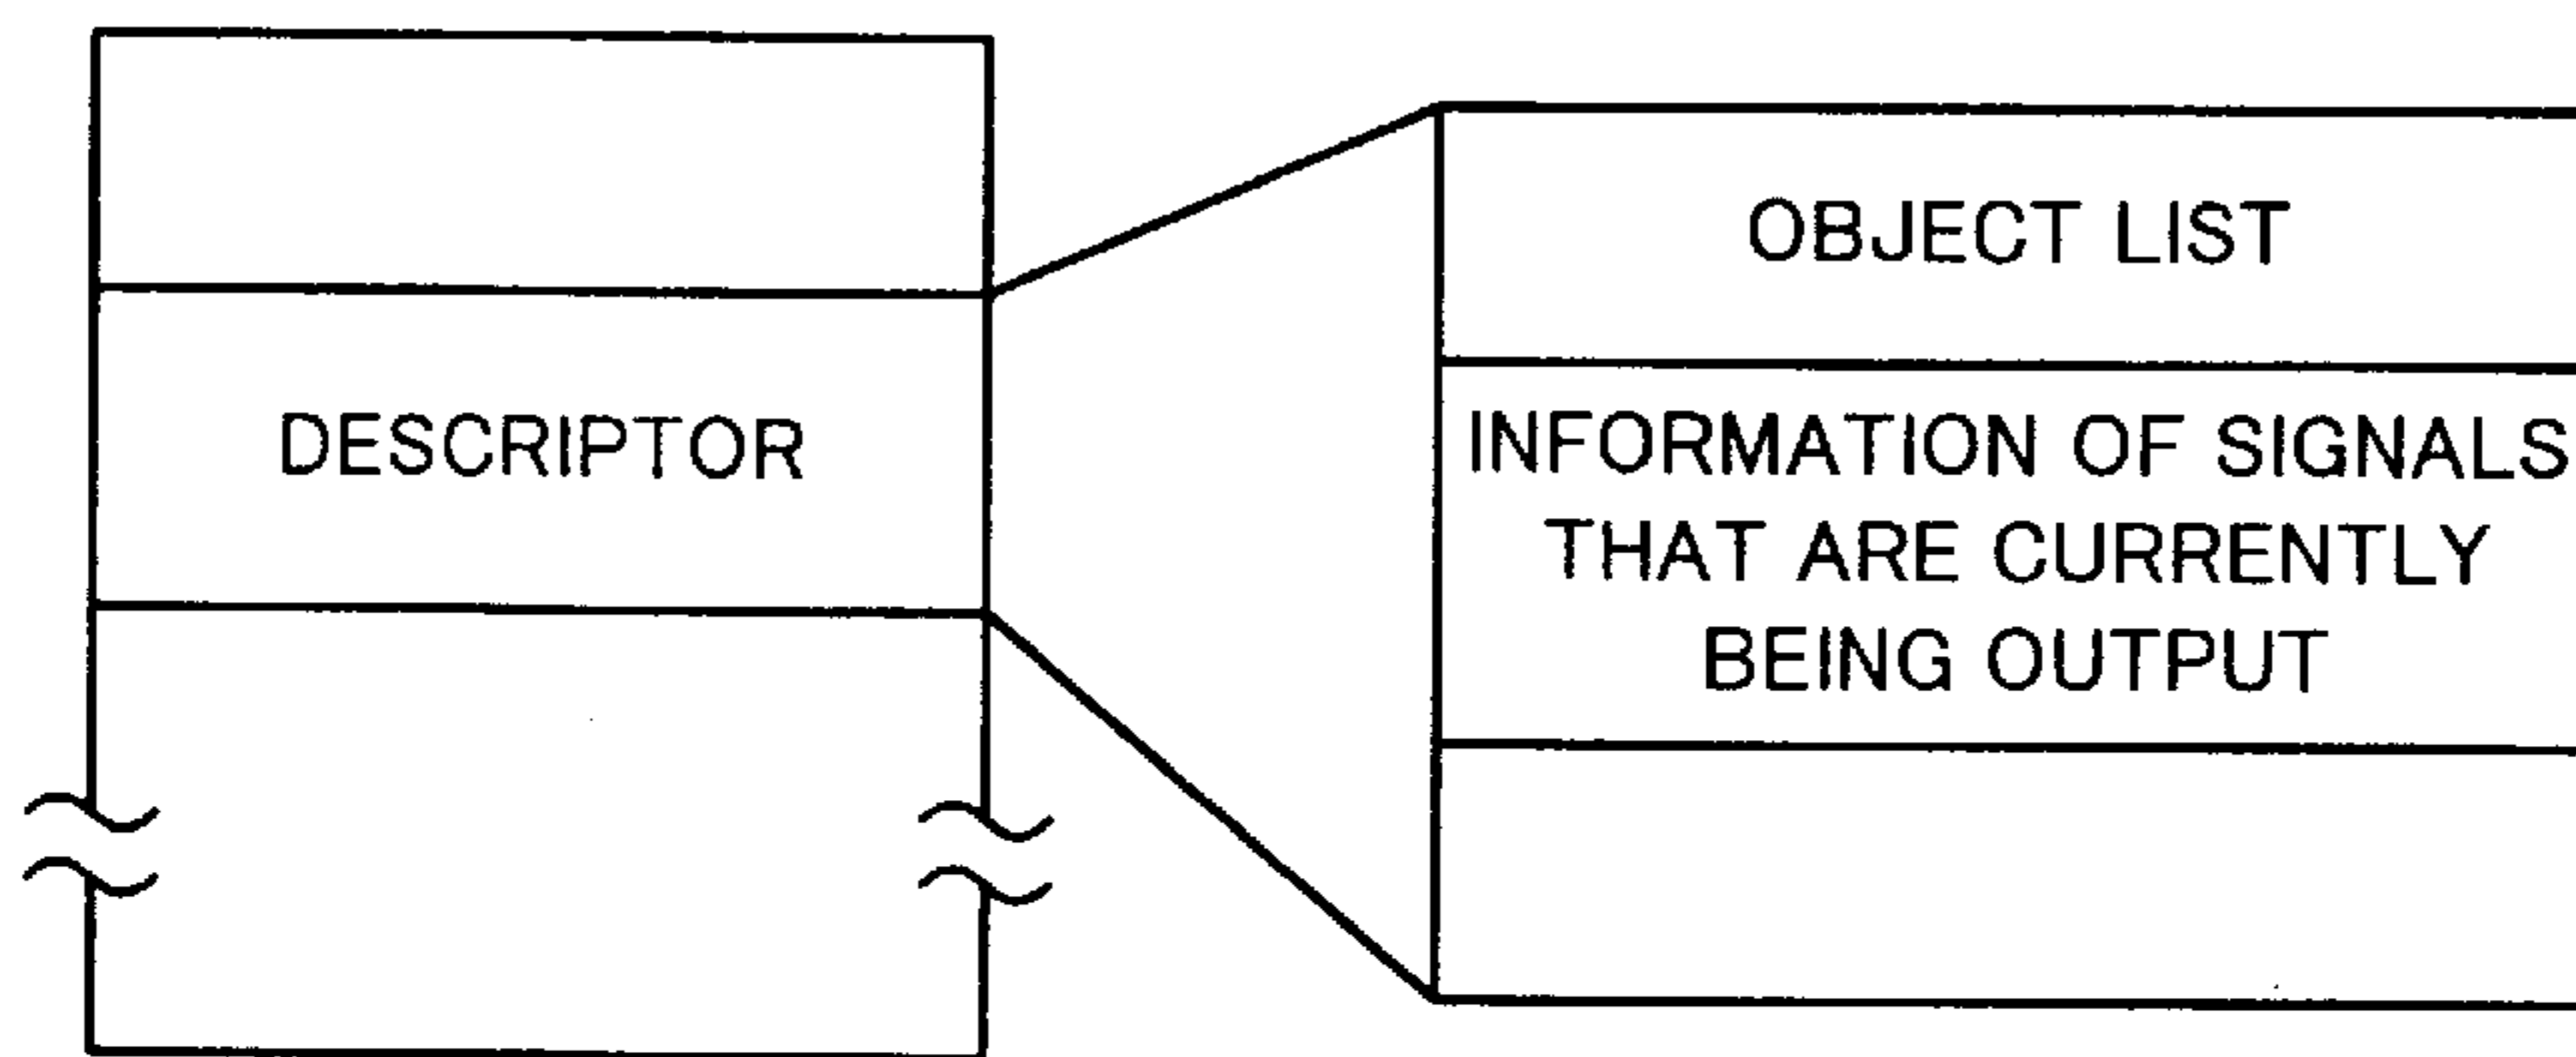 DESCRIPTOR
OBJECT LIST
INFORMATION OF SIGNALS
THAT ARE CURRENTLY
BEING OUTPUT